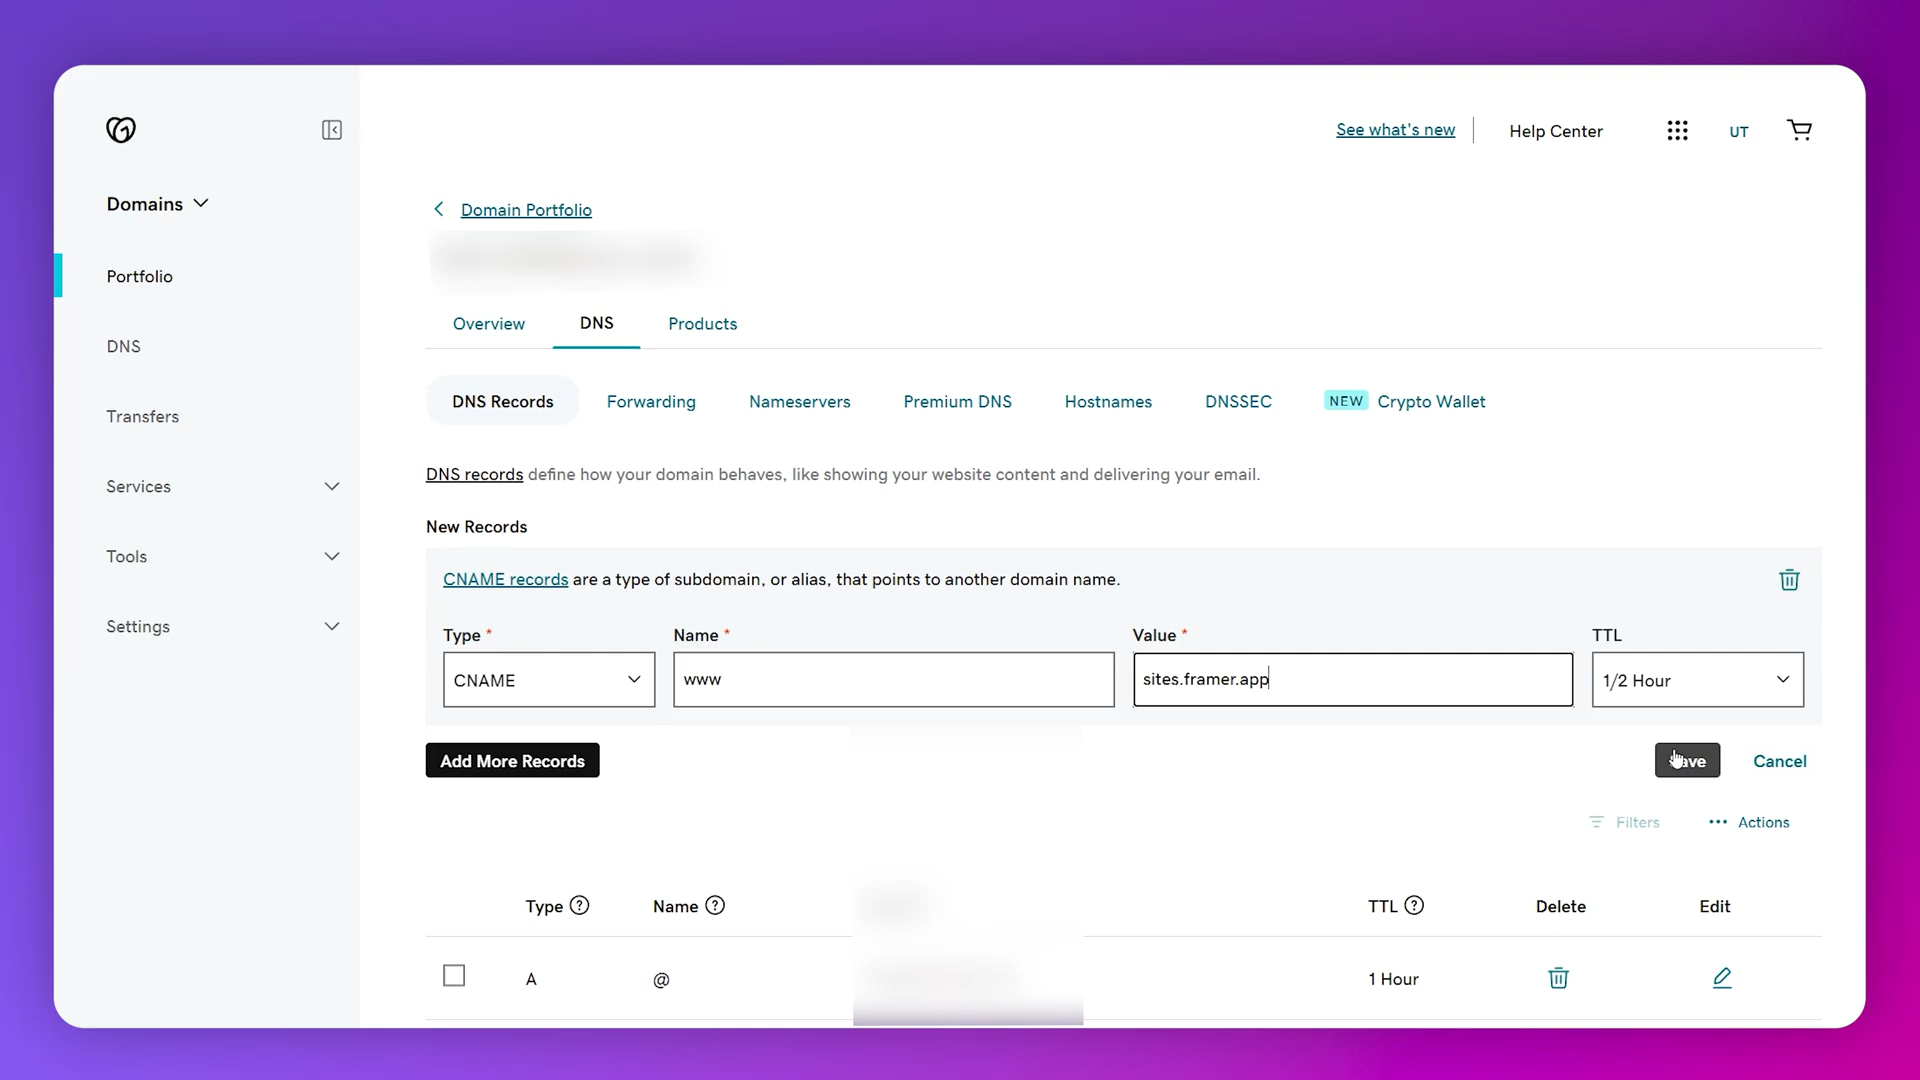 See what's new
Help Center
UT
Domains
Portfolio
DNS
Transfers
Services
Tools
Settings
Domain Portfolio
Overview
DNS
Products
DNS Records
Forwarding
Nameservers
Premium DNS
Hostnames
DNSSEC
NEW Crypto Wallet
DNS records define how your domain behaves, like showing your website content and delivering your email.
New Records
CNAME records are a type of subdomain, or alias, that points to another domain name.
Type * Name * Value * TTL
CNAME www sites.framer.app 1/2 Hour
Add More Records
Cancel
Filters
Actions
Type ? Name ? TTL ? Delete Edit
A @ 1 Hour